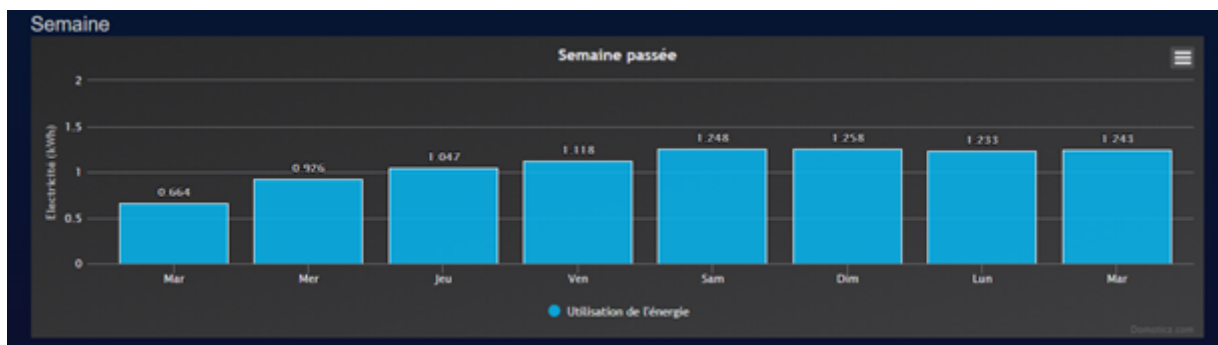 Semaine
Semaine passée
Electricité (kWh)
2
1.5
1
0.5
0
0.664
0.926
1.047
1.118
1.248
1.258
1.233
1.243
Mar Mer Jeu Ven Sam Dim Lun Mar
Utilisation de l'énergie
Domoticz.com